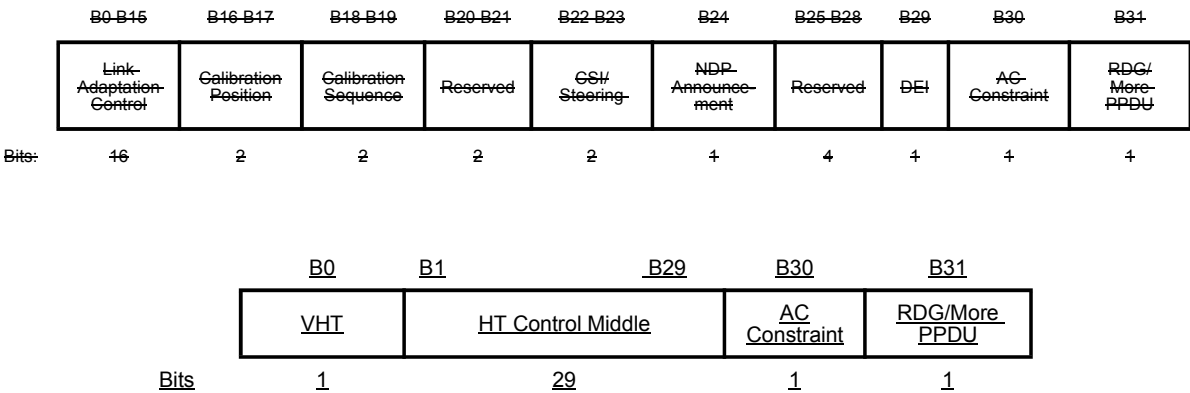 B0 B15 B16 B17 B18 B19 B20 B21 B22 B23 B24 B25 B28 B29 B30 B31
Link
Adaptation
Control
Calibration
Position
Calibration
Sequence
Reserved
CSI/
Steering
NDP
Announce-
ment
Reserved
DEI
AC
Constraint
RDG/
More
PPDU
Bits: 16 2 2 2 2 1 4 1 1 1
B0 B1 B29 B30 B31
VHT
HT Control Middle
AC
Constraint
RDG/More
PPDU
Bits 1 29 1 1